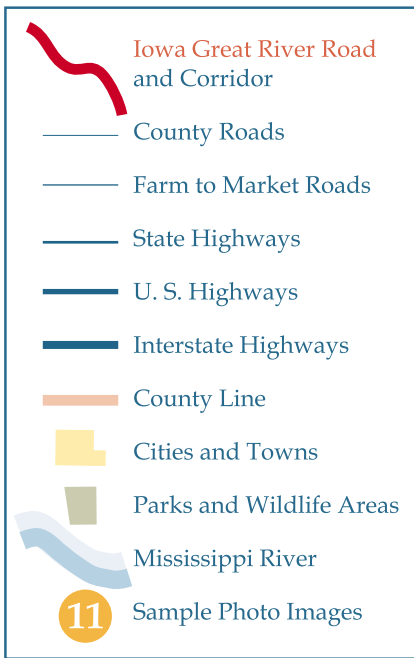 Iowa Great River Road
and Corridor
County Roads
Farm to Market Roads
State Highways
U. S. Highways
Interstate Highways
County Line
Cities and Towns
Parks and Wildlife Areas
Mississippi River
11 Sample Photo Images